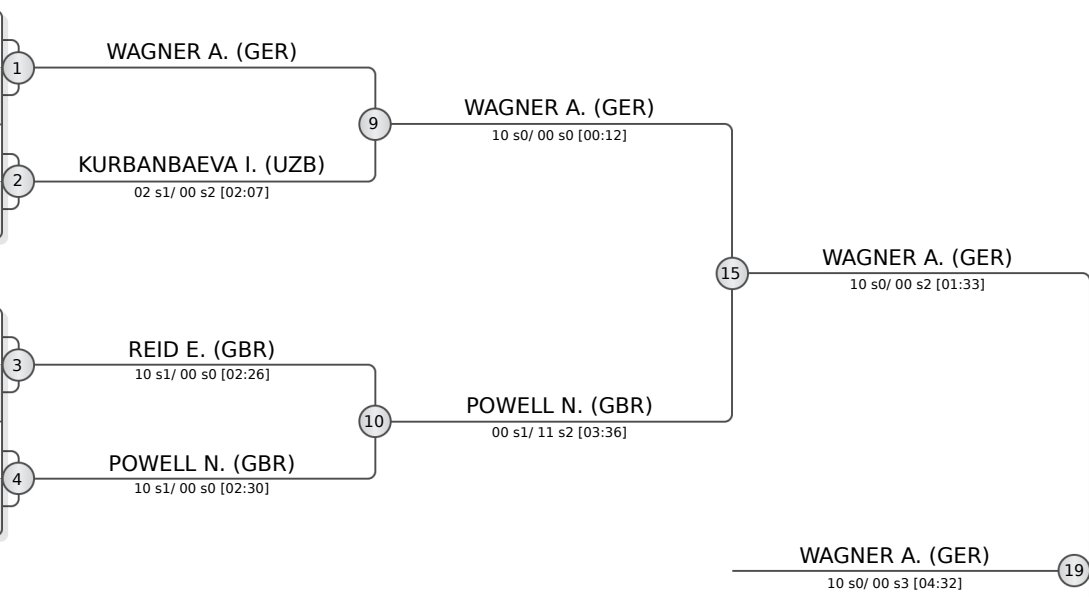 1
WAGNER A. (GER)
9
WAGNER A. (GER)
10 s0/ 00 s0 [00:12]
2
KURBANBAEVA I. (UZB)
02 s1/ 00 s2 [02:07]
15
WAGNER A. (GER)
10 s0/ 00 s2 [01:33]
3
REID E. (GBR)
10 s1/ 00 s0 [02:26]
10
POWELL N. (GBR)
00 s1/ 11 s2 [03:36]
4
POWELL N. (GBR)
10 s1/ 00 s0 [02:30]
WAGNER A. (GER)
10 s0/ 00 s3 [04:32]
19